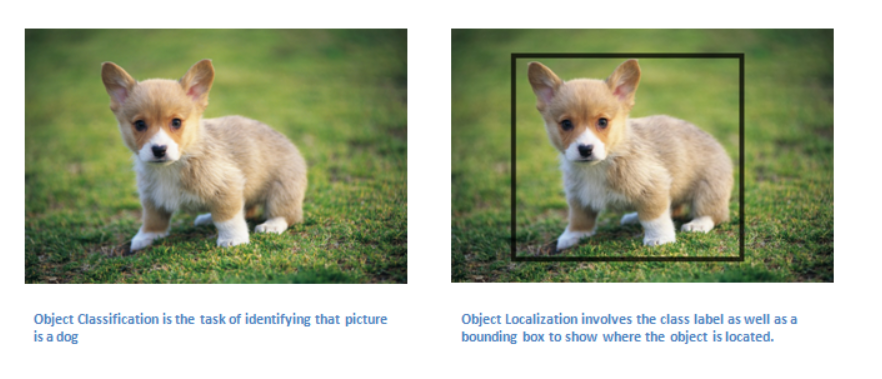 Object Classification is the task of identifying that picture
is a dog
Object Localization involves the class label as well as a
bounding box to show where the object is located.